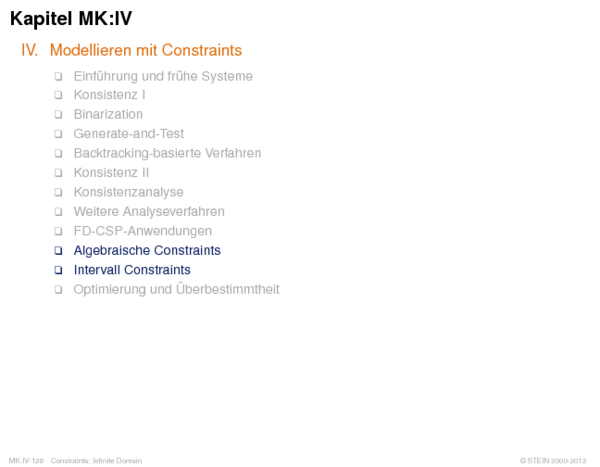 Kapitel MK:IV
IV. Modellieren mit Constraints
❑ Einführung und frühe Systeme
❑ Konsistenz I
❑ Binarization
❑ Generate-and-Test
❑ Backtracking-basierte Verfahren
❑ Konsistenz II
❑ Konsistenzanalyse
❑ Weitere Analyseverfahren
❑ FD-CSP-Anwendungen
❑ Algebraische Constraints
❑ Intervall Constraints
❑ Optimierung und Überbestimmtheit
MK:IV-128 Constraints: Infinite Domain © STEIN 2000-2013